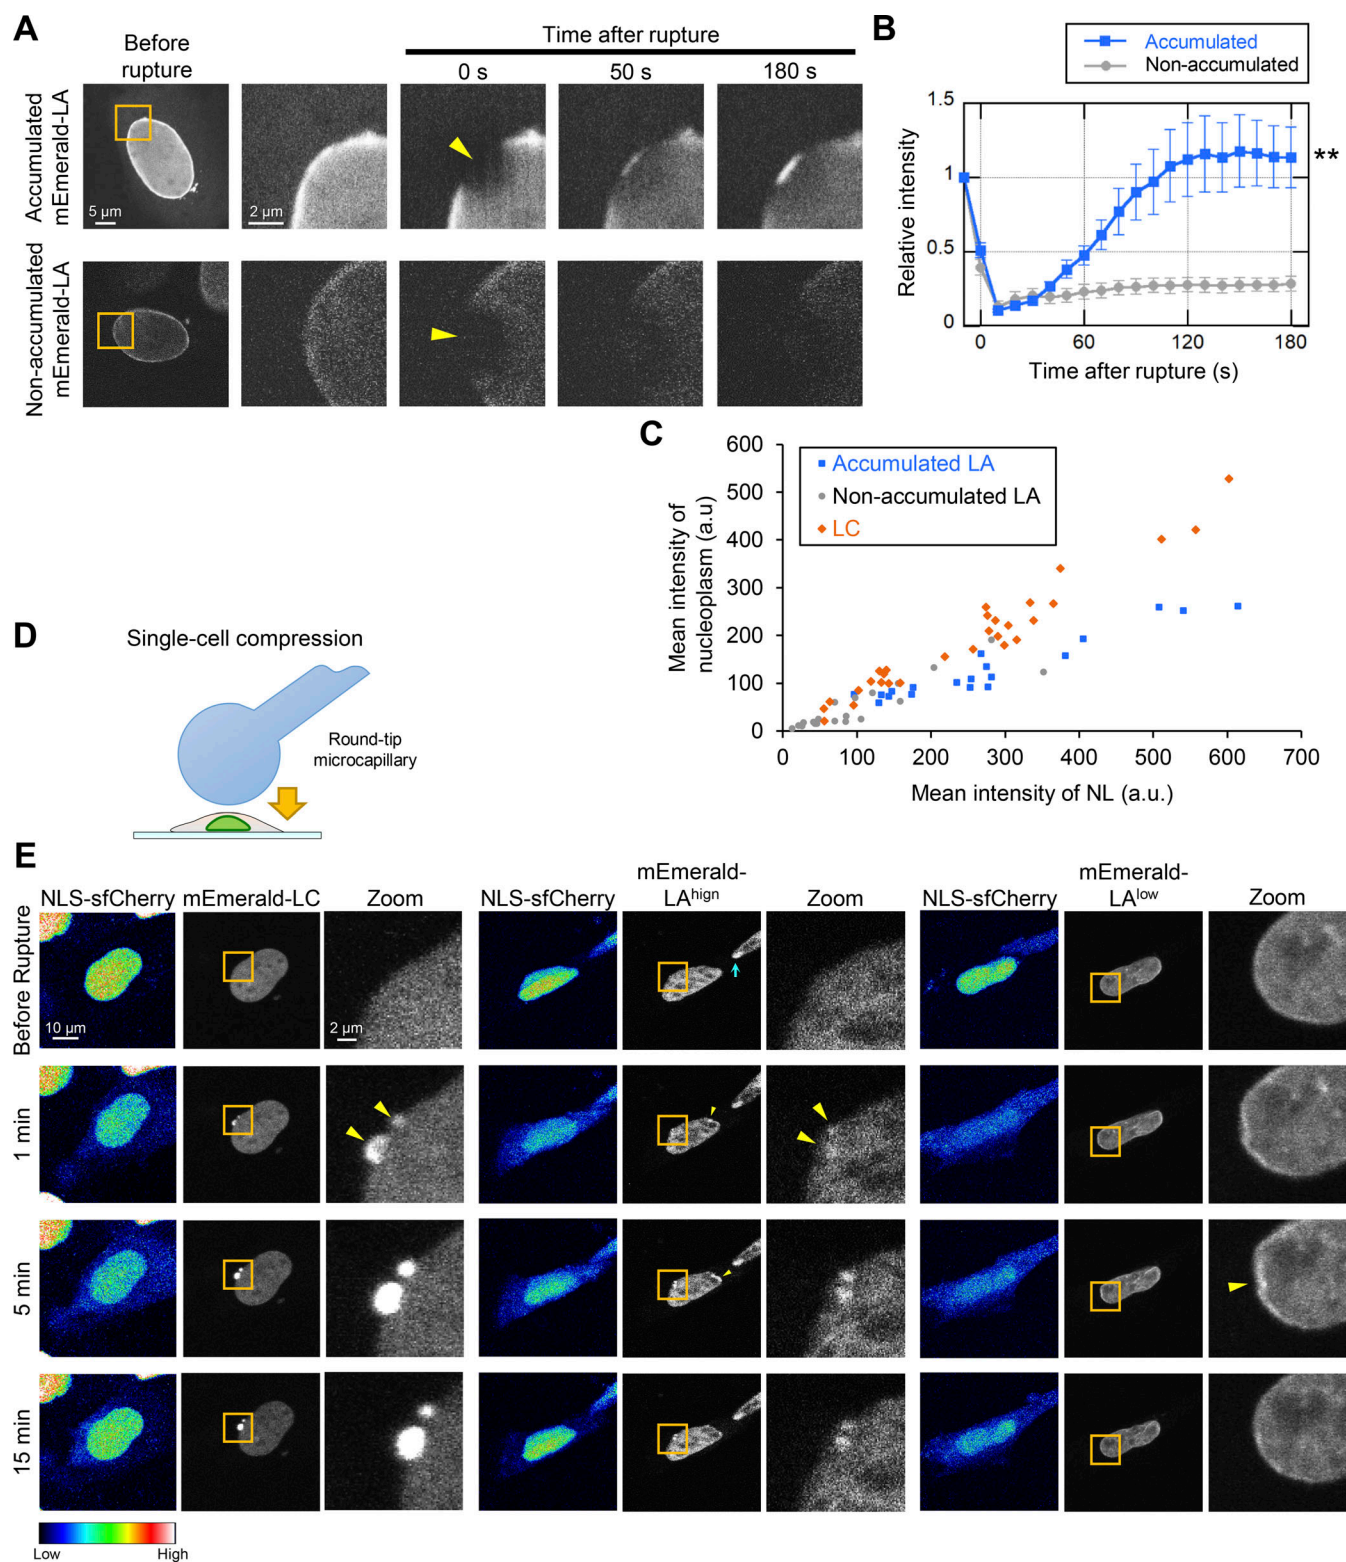 A
Before
rupture
Time after rupture
0 s
50 s
180 s
Accumulated
mEmerald-LA
5 µm
2 µm
Non-accumulated
mEmerald-LA
B
Accumulated
Non-accumulated
1.5
1
0.5
0
Relative intensity
**
0
60
120
180
Time after rupture (s)
C
600
500
400
300
200
100
0
Mean intensity of
nucleoplasm (a.u)
Accumulated LA
Non-accumulated LA
LC
0
100
200
300
400
500
600
700
Mean intensity of NL (a.u.)
D
Single-cell compression
Round-tip
microcapillary
E
NLS-sfCherry
mEmerald-LC
Zoom
NLS-sfCherry
mEmerald-
LAhign
Zoom
NLS-sfCherry
mEmerald-
LAlow
Zoom
Before Rupture
10 µm
2 µm
1 min
5 min
15 min
Low
High